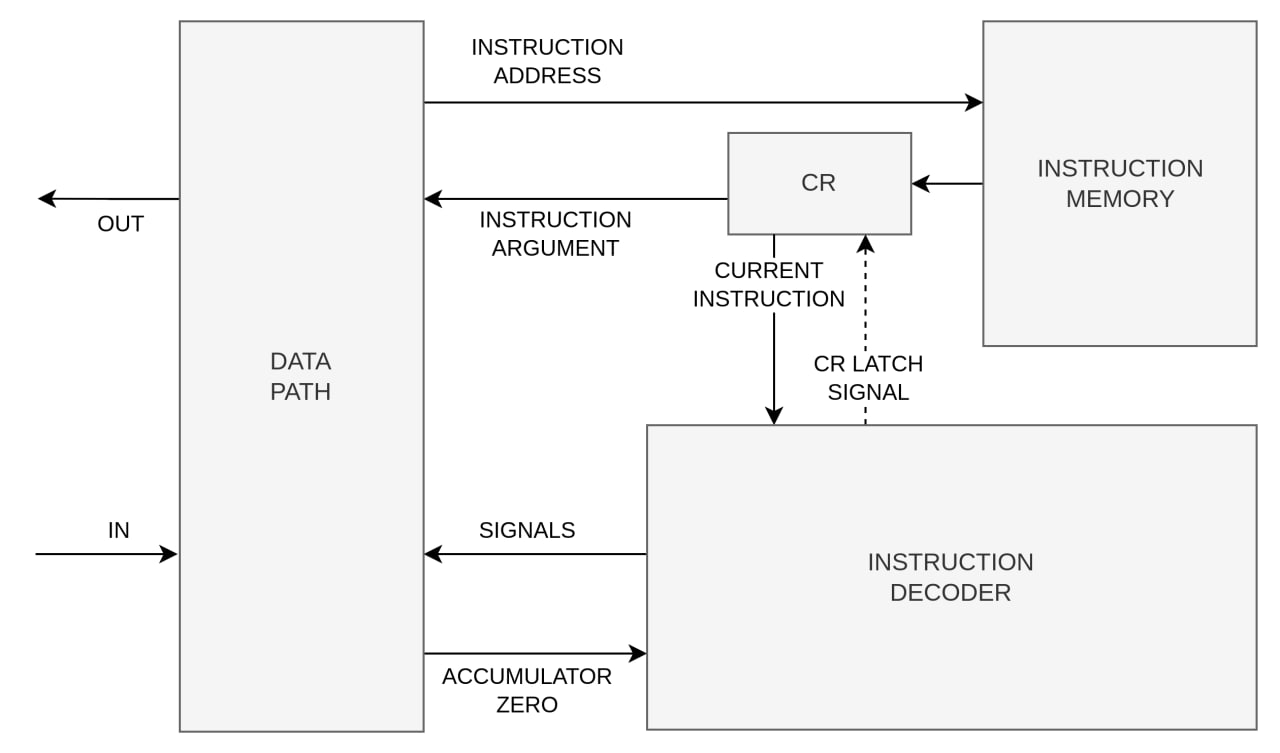 INSTRUCTION
ADDRESS
CR
INSTRUCTION
MEMORY
OUT
INSTRUCTION
ARGUMENT
CURRENT
INSTRUCTION
DATA
PATH
CR LATCH
SIGNAL
IN
SIGNALS
INSTRUCTION
DECODER
ACCUMULATOR
ZERO